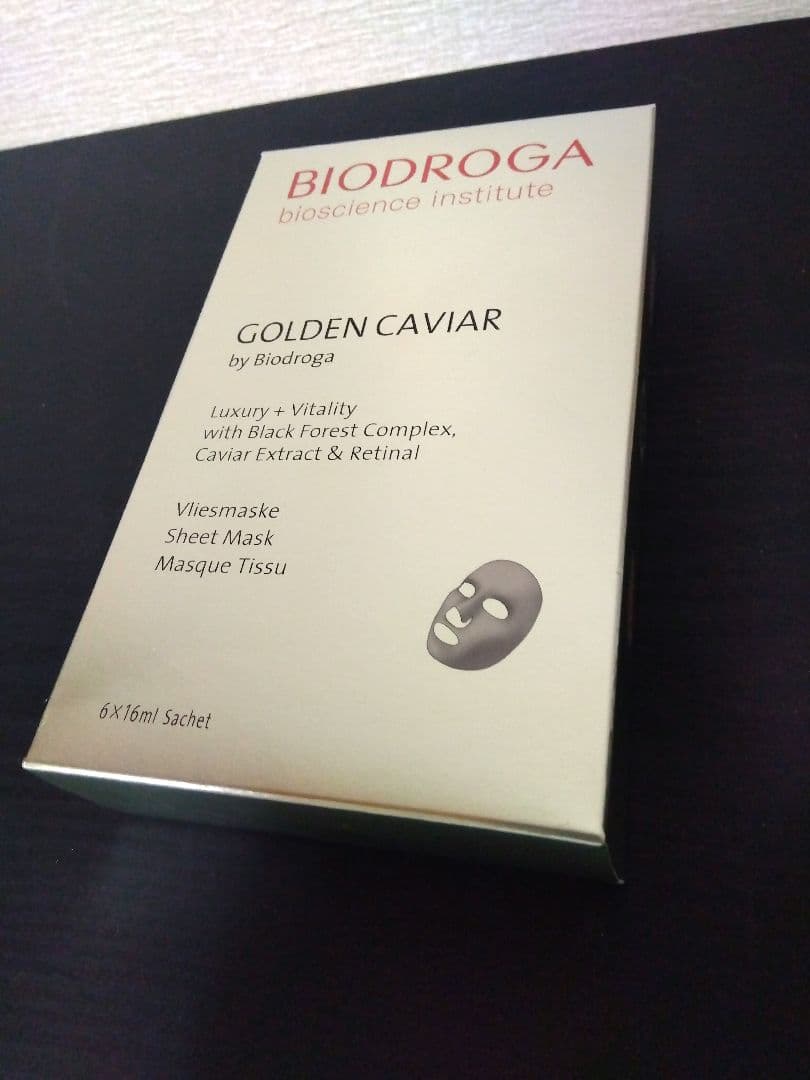 BIODROGA
bioscience institute
GOLDEN CAVIAR
by Biodroga
Luxury + Vitality
with Black Forest Complex,
Caviar Extract & Retinal
Vliesmaske
Sheet Mask
Masque Tissu
6X16ml Sachet